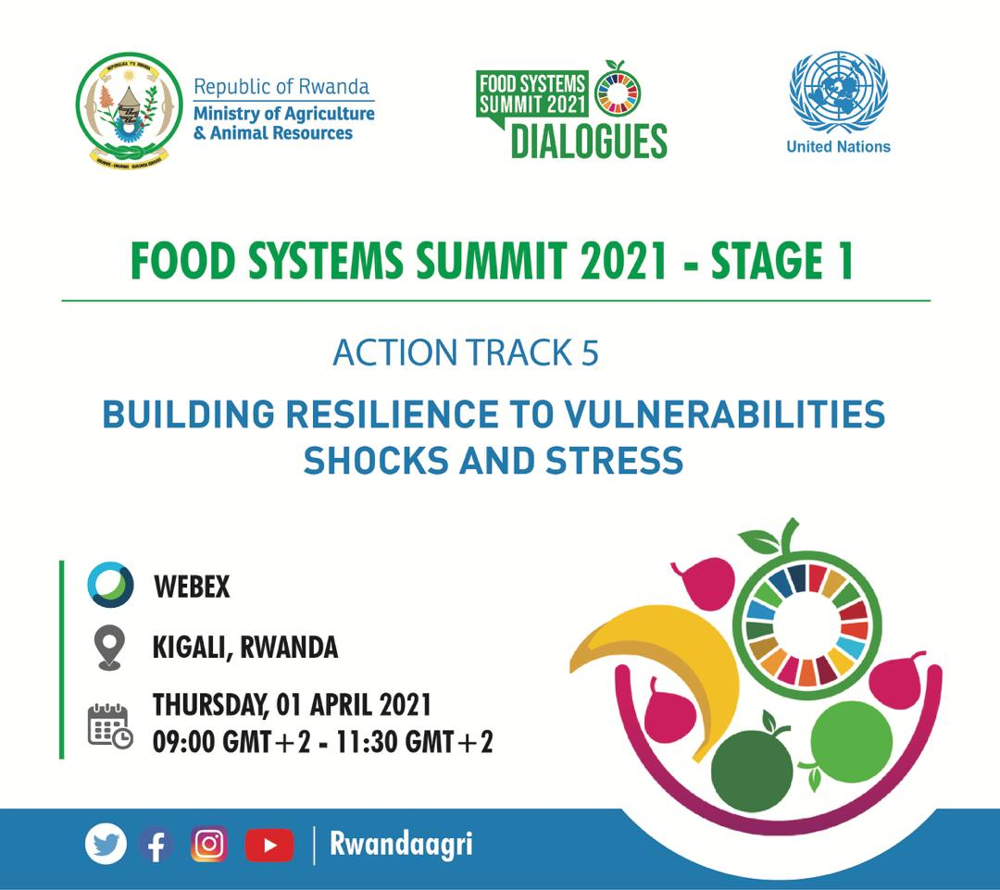 REPUBULIKA Y'U RWANDA
Republic of Rwanda
Ministry of Agriculture
& Animal Resources
FOOD SYSTEMS
SUMMIT 2021
DIALOGUES
United Nations
FOOD SYSTEMS SUMMIT 2021 - STAGE 1
ACTION TRACK 5
BUILDING RESILIENCE TO VULNERABILITIES
SHOCKS AND STRESS
WEBEX
KIGALI, RWANDA
THURSDAY, 01 APRIL 2021
09:00 GMT+2 - 11:30 GMT+2
Rwandaagri